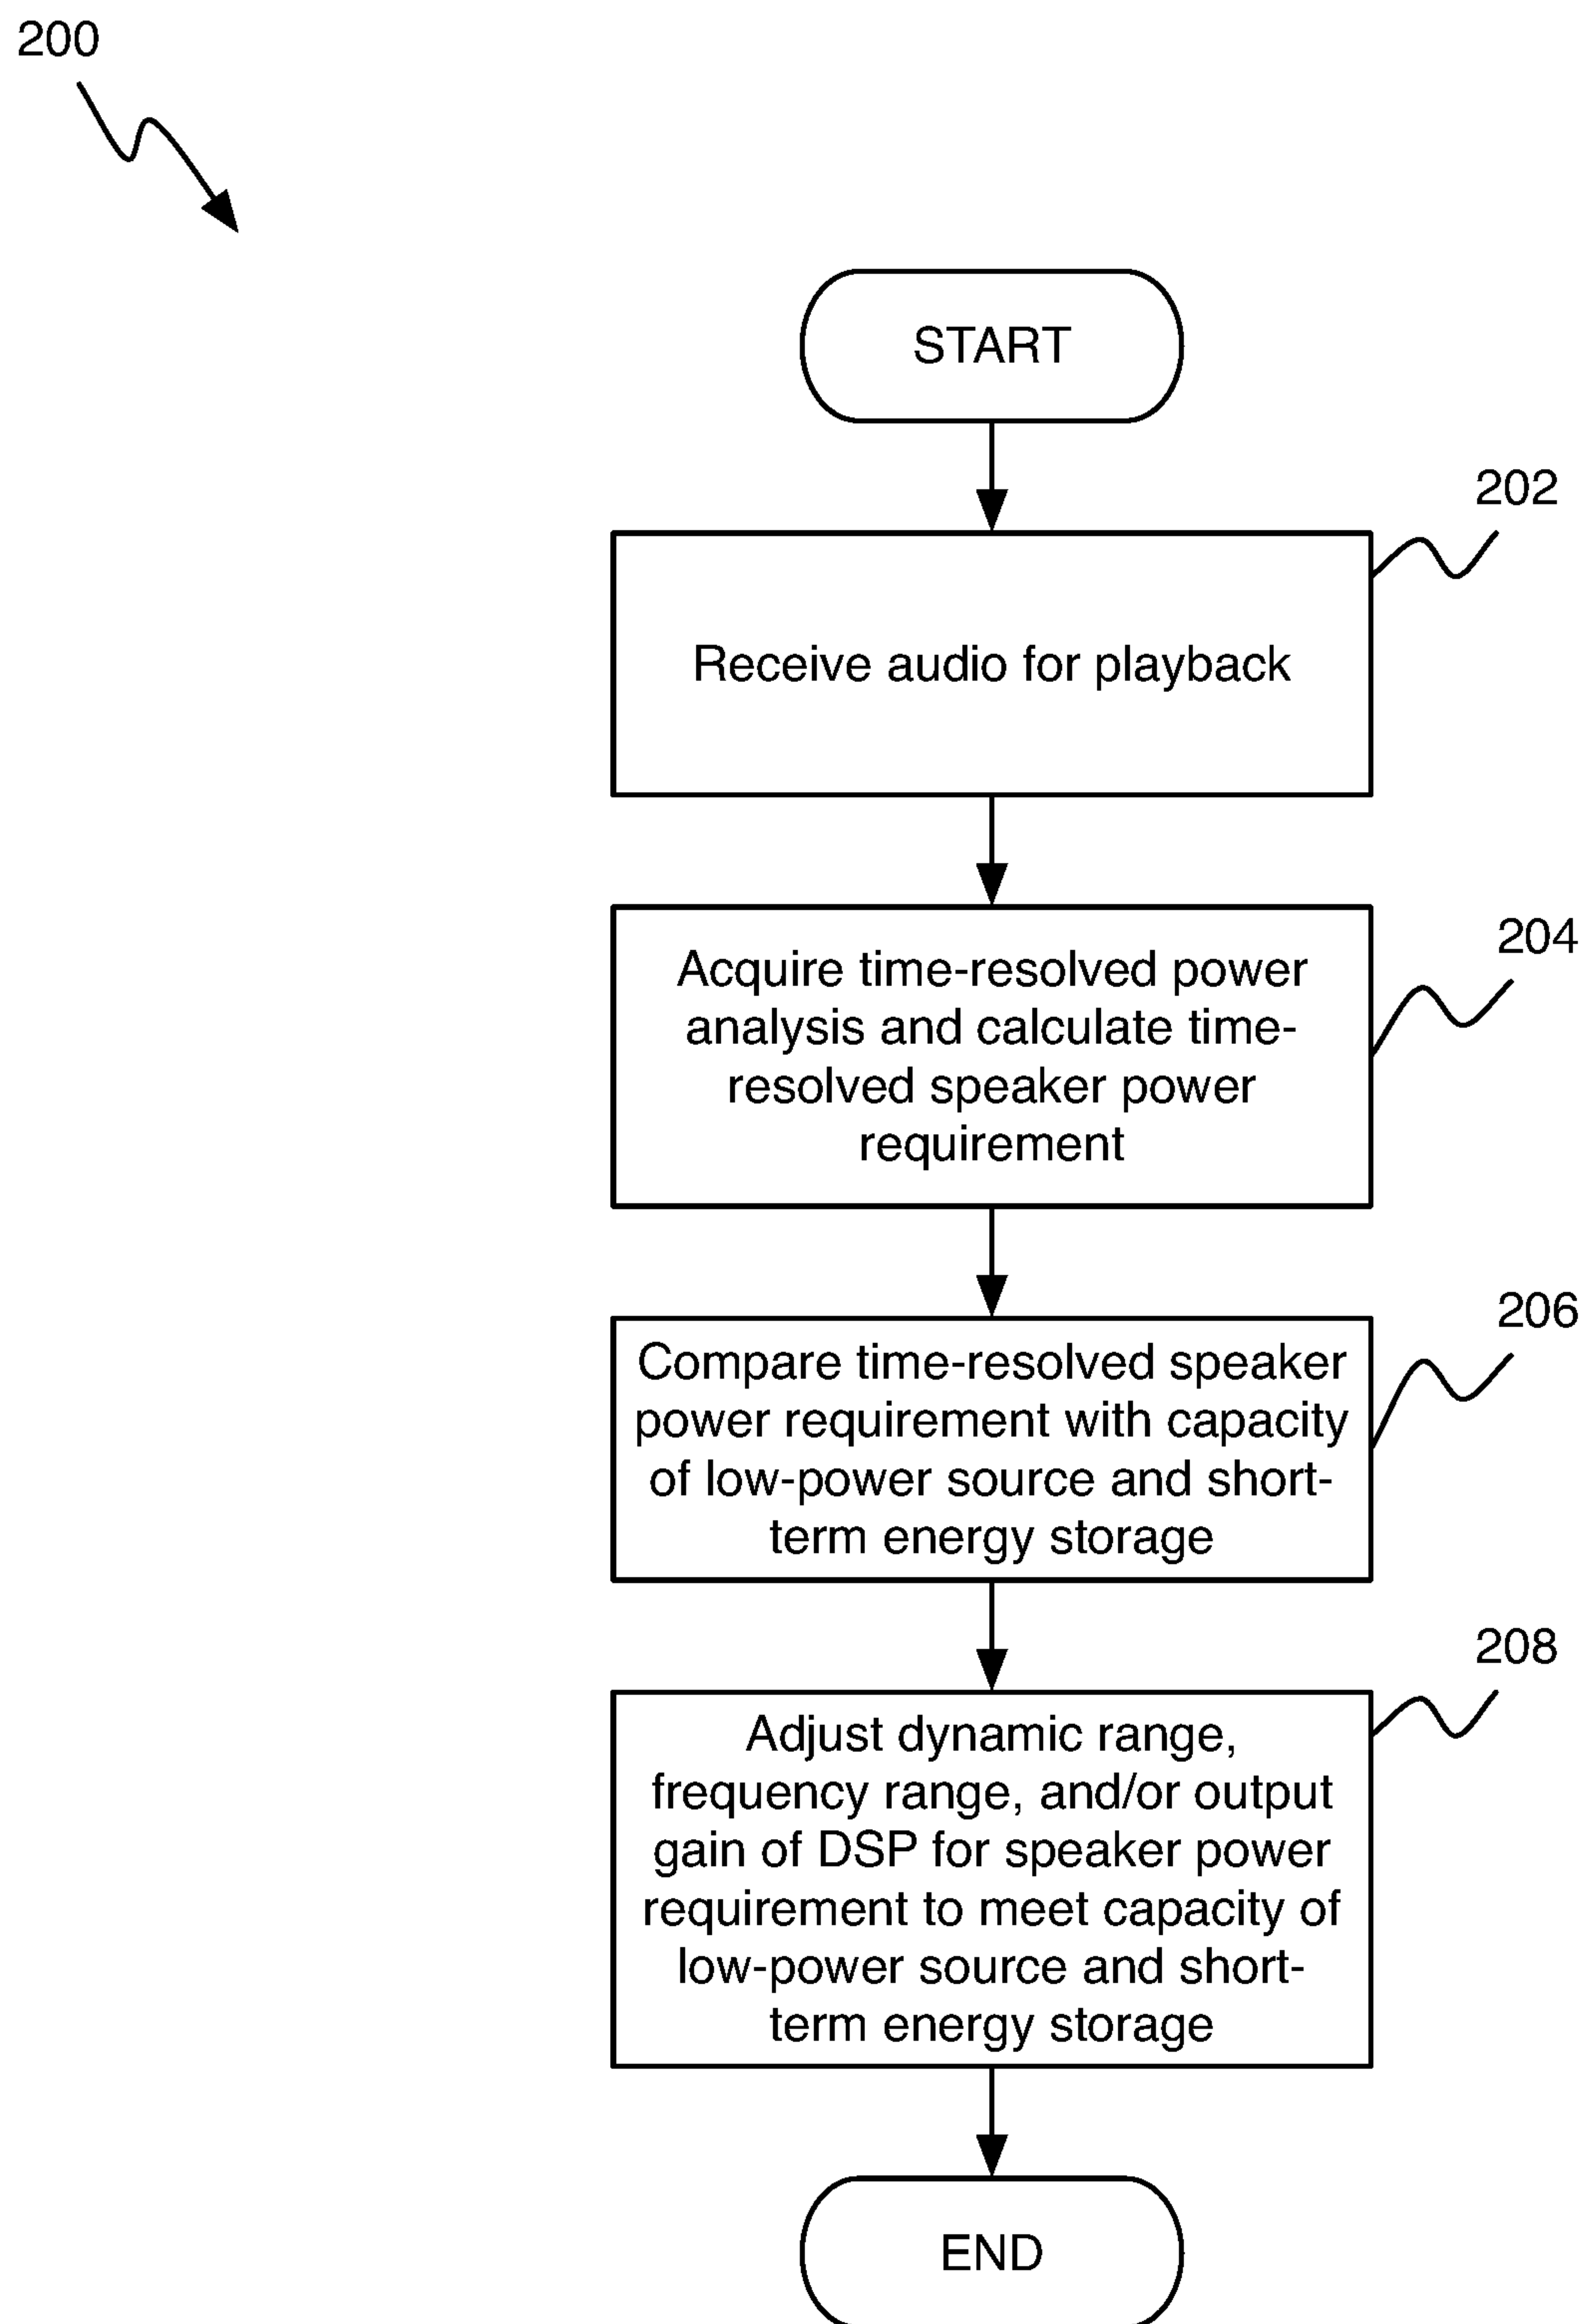 200
START
202
Receive audio for playback
204
Acquire time-resolved power
analysis and calculate time-
resolved speaker power
requirement
206
Compare time-resolved speaker
power requirement with capacity
of low-power source and short-
term energy storage
208
Adjust dynamic range,
frequency range, and/or output
gain of DSP for speaker power
requirement to meet capacity of
low-power source and short-
term energy storage
END